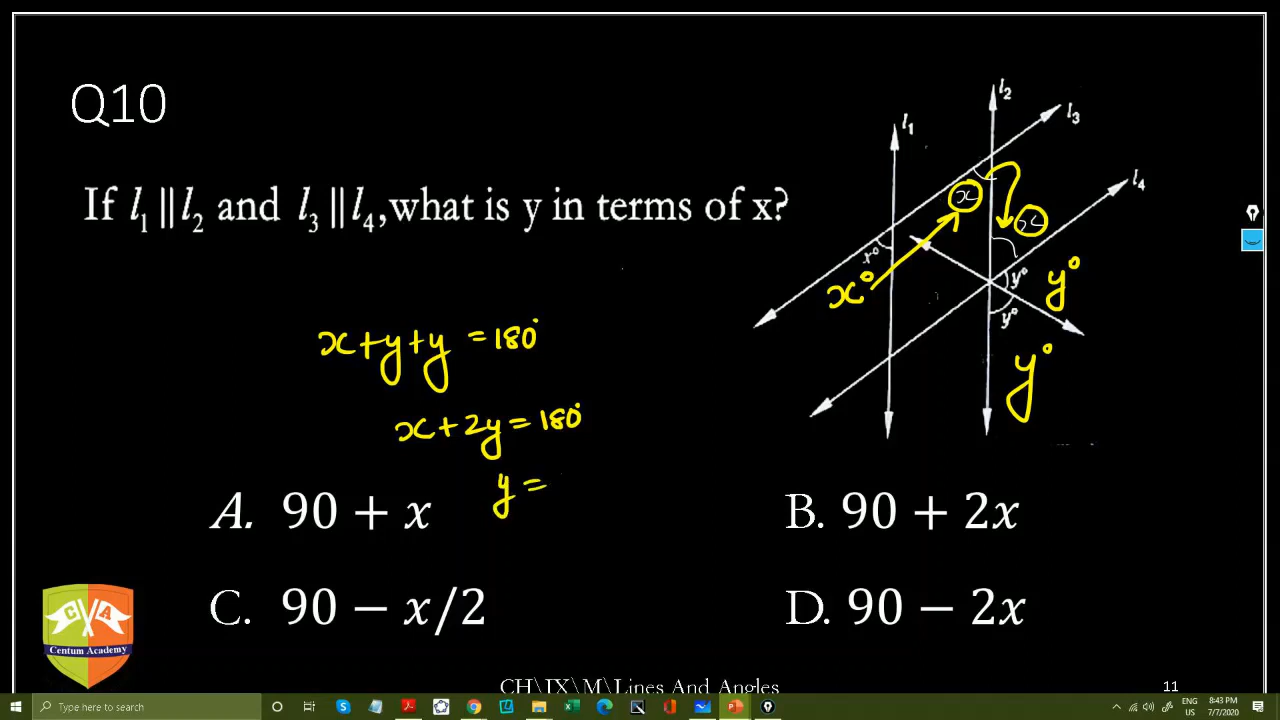 Q10
If l₁ ∥ l₂ and l₃ ∥ l₄, what is y in terms of x?
l₁
l₂
l₃
l₄
x
x
x°
x°
y°
y°
y°
y°
x+y+y = 180°
x+2y = 180°
y =
A. 90 + x
B. 90 + 2x
C. 90 − x/2
D. 90 − 2x
C A
Centum Academy
CH\IX\M\Lines And Angles
11
Type here to search
ENG
US
8:43 PM
7/7/2020